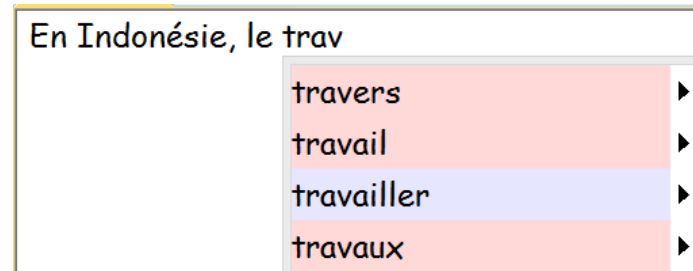 En Indonésie, le trav
travers
travail
travailler
travaux